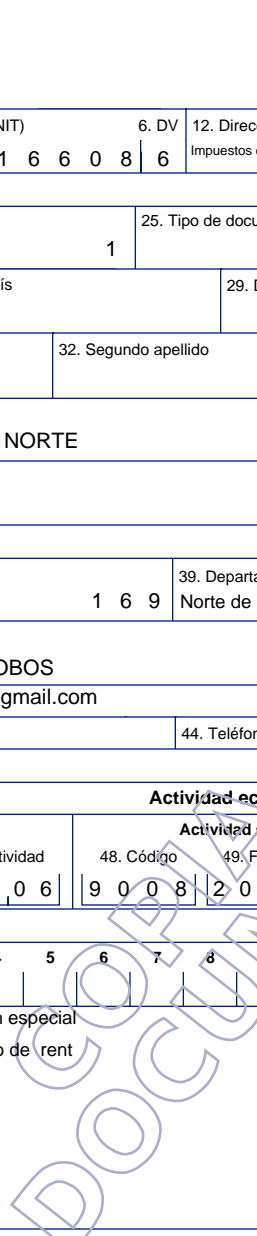 NIT) 6. DV 12. Direc
1 6 6 0 8 6 Impuestos
25. Tipo de docu
1
ís 29. D
32. Segundo apellido
NORTE
39. Departa
1 6 9 Norte de
OBOS
gmail.com
44. Teléfon
Actividad ec
Actividad
tividad 48. Código 49. F
0 6 9 0 0 8 2 0
5 6 7 8
n especial
o de rent
COPIA
DOCUM